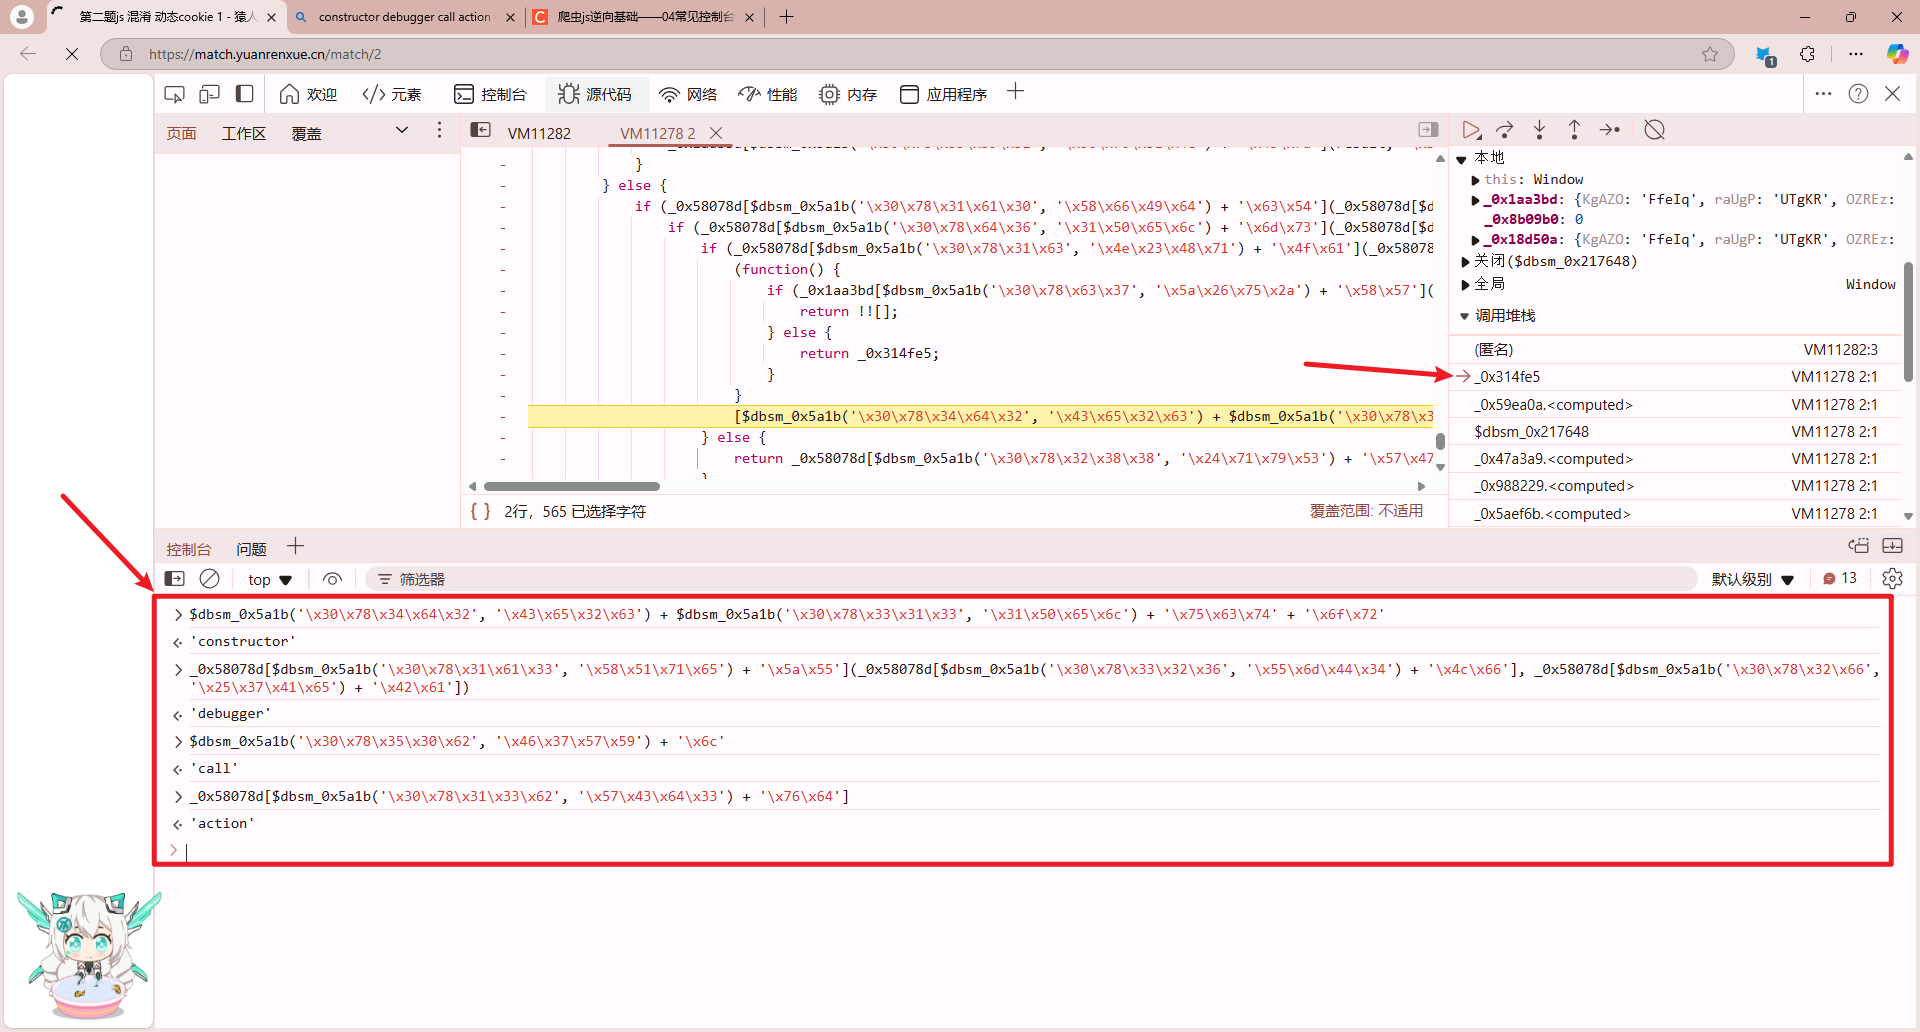 第二题js 混淆 动态cookie 1 - 猿人
constructor debugger call action
爬虫js逆向基础——04常见控制台
https://match.yuanrenxue.cn/match/2
1
欢迎
元素
控制台
源代码
网络
性能
内存
应用程序
页面
工作区
覆盖
VM11282
VM11278 2
}
} else {
if (_0x58078d[$dbsm_0x5a1b('\x30\x78\x31\x61\x30', '\x58\x66\x49\x64') + '\x63\x54'](_0x58078d[$d
if (_0x58078d[$dbsm_0x5a1b('\x30\x78\x64\x36', '\x31\x50\x65\x6c') + '\x6d\x73'](_0x58078d[$d
if (_0x58078d[$dbsm_0x5a1b('\x30\x78\x31\x63', '\x4e\x23\x48\x71') + '\x4f\x61'](_0x58078
(function() {
if (_0x1aa3bd[$dbsm_0x5a1b('\x30\x78\x63\x37', '\x5a\x26\x75\x2a') + '\x58\x57'](
return !![];
} else {
return _0x314fe5;
}
}
[$dbsm_0x5a1b('\x30\x78\x34\x64\x32', '\x43\x65\x32\x63') + $dbsm_0x5a1b('\x30\x78\x3
} else {
return _0x58078d[$dbsm_0x5a1b('\x30\x78\x32\x38\x38', '\x24\x71\x79\x53') + '\x57\x47
{ } 2行，565 已选择字符
覆盖范围: 不适用
本地
this: Window
_0x1aa3bd: {KgAZO: 'FfeIq', raUgP: 'UTgKR', OZREz:
_0x8b09b0: 0
_0x18d50a: {KgAZO: 'FfeIq', raUgP: 'UTgKR', OZREz:
关闭($dbsm_0x217648)
全局 Window
调用堆栈
(匿名) VM11282:3
_0x314fe5 VM11278 2:1
_0x59ea0a.<computed> VM11278 2:1
$dbsm_0x217648 VM11278 2:1
_0x47a3a9.<computed> VM11278 2:1
_0x988229.<computed> VM11278 2:1
_0x5aef6b.<computed> VM11278 2:1
控制台
问题
top
筛选器
默认级别
13
$dbsm_0x5a1b('\x30\x78\x34\x64\x32', '\x43\x65\x32\x63') + $dbsm_0x5a1b('\x30\x78\x33\x31\x33', '\x31\x50\x65\x6c') + '\x75\x63\x74' + '\x6f\x72'
'constructor'
_0x58078d[$dbsm_0x5a1b('\x30\x78\x31\x61\x33', '\x58\x51\x71\x65') + '\x5a\x55'](_0x58078d[$dbsm_0x5a1b('\x30\x78\x33\x32\x36', '\x55\x6d\x44\x34') + '\x4c\x66'], _0x58078d[$dbsm_0x5a1b('\x30\x78\x32\x66',
'\x25\x37\x41\x65') + '\x42\x61'])
'debugger'
$dbsm_0x5a1b('\x30\x78\x35\x30\x62', '\x46\x37\x57\x59') + '\x6c'
'call'
_0x58078d[$dbsm_0x5a1b('\x30\x78\x31\x33\x62', '\x57\x43\x64\x33') + '\x76\x64']
'action'